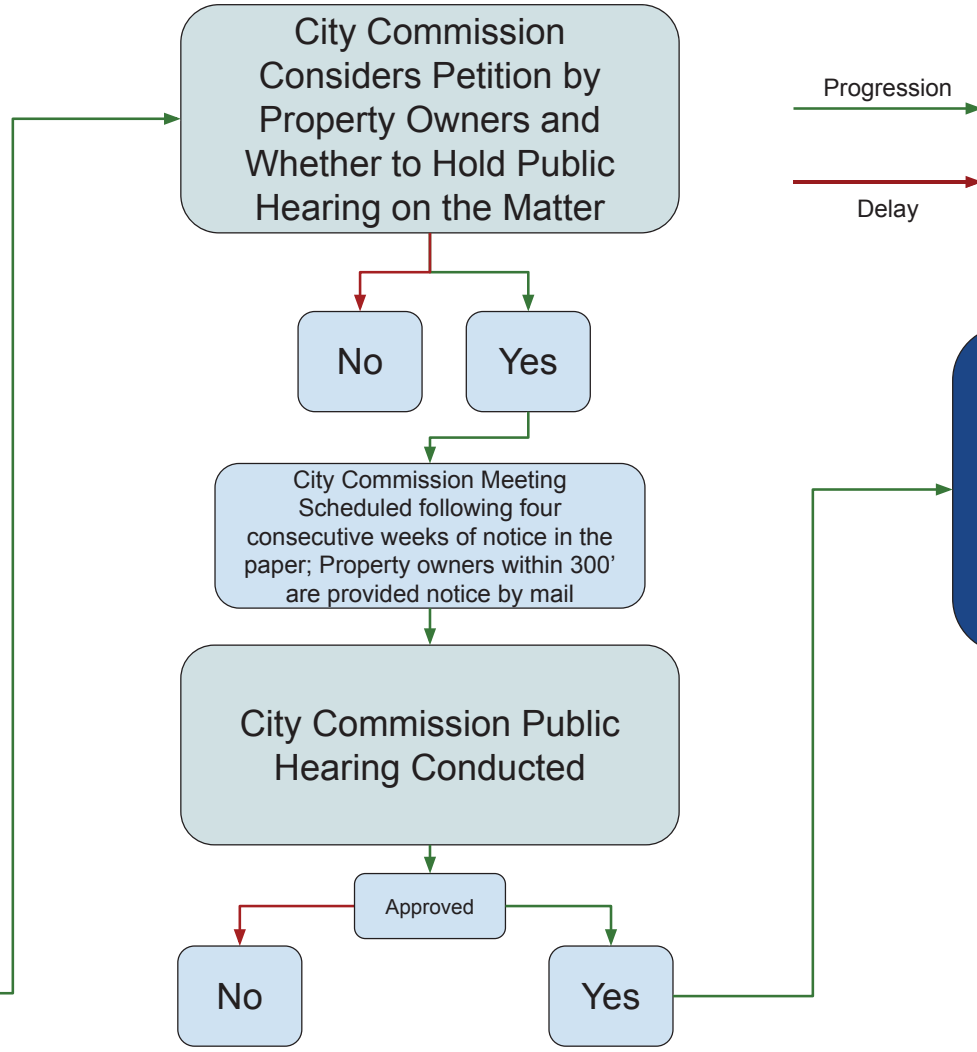 City Commission
Considers Petition by
Property Owners and
Whether to Hold Public
Hearing on the Matter
Progression
Delay
No
Yes
City Commission Meeting
Scheduled following four
consecutive weeks of notice in the
paper; Property owners within 300’
are provided notice by mail
City Commission Public
Hearing Conducted
Approved
No
Yes